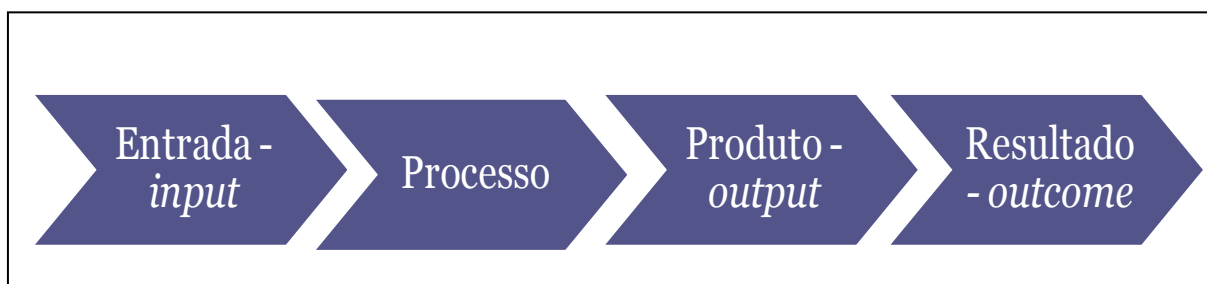 Entrada -
input
Processo
Produto -
output
Resultado
- outcome